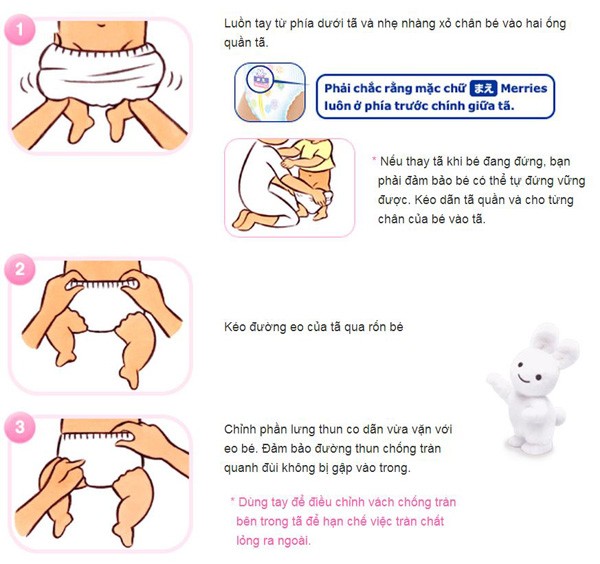 1
Luồn tay từ phía dưới tã và nhẹ nhàng xỏ chân bé vào hai ống
quần tã.
Phải chắc rằng mặc chữ まえ Merries
luôn ở phía trước chính giữa tã.
* Nếu thay tã khi bé đang đứng, bạn
phải đảm bảo bé có thể tự đứng vững
được. Kéo dãn tã quần và cho từng
chân của bé vào tã.
2
Kéo đường eo của tã qua rốn bé
3
Chỉnh phần lưng thun co dãn vừa vặn với
eo bé. Đảm bảo đường thun chống tràn
quanh đùi không bị gập vào trong.
* Dùng tay để điều chỉnh vách chống tràn
bên trong tã để hạn chế việc tràn chất
lỏng ra ngoài.